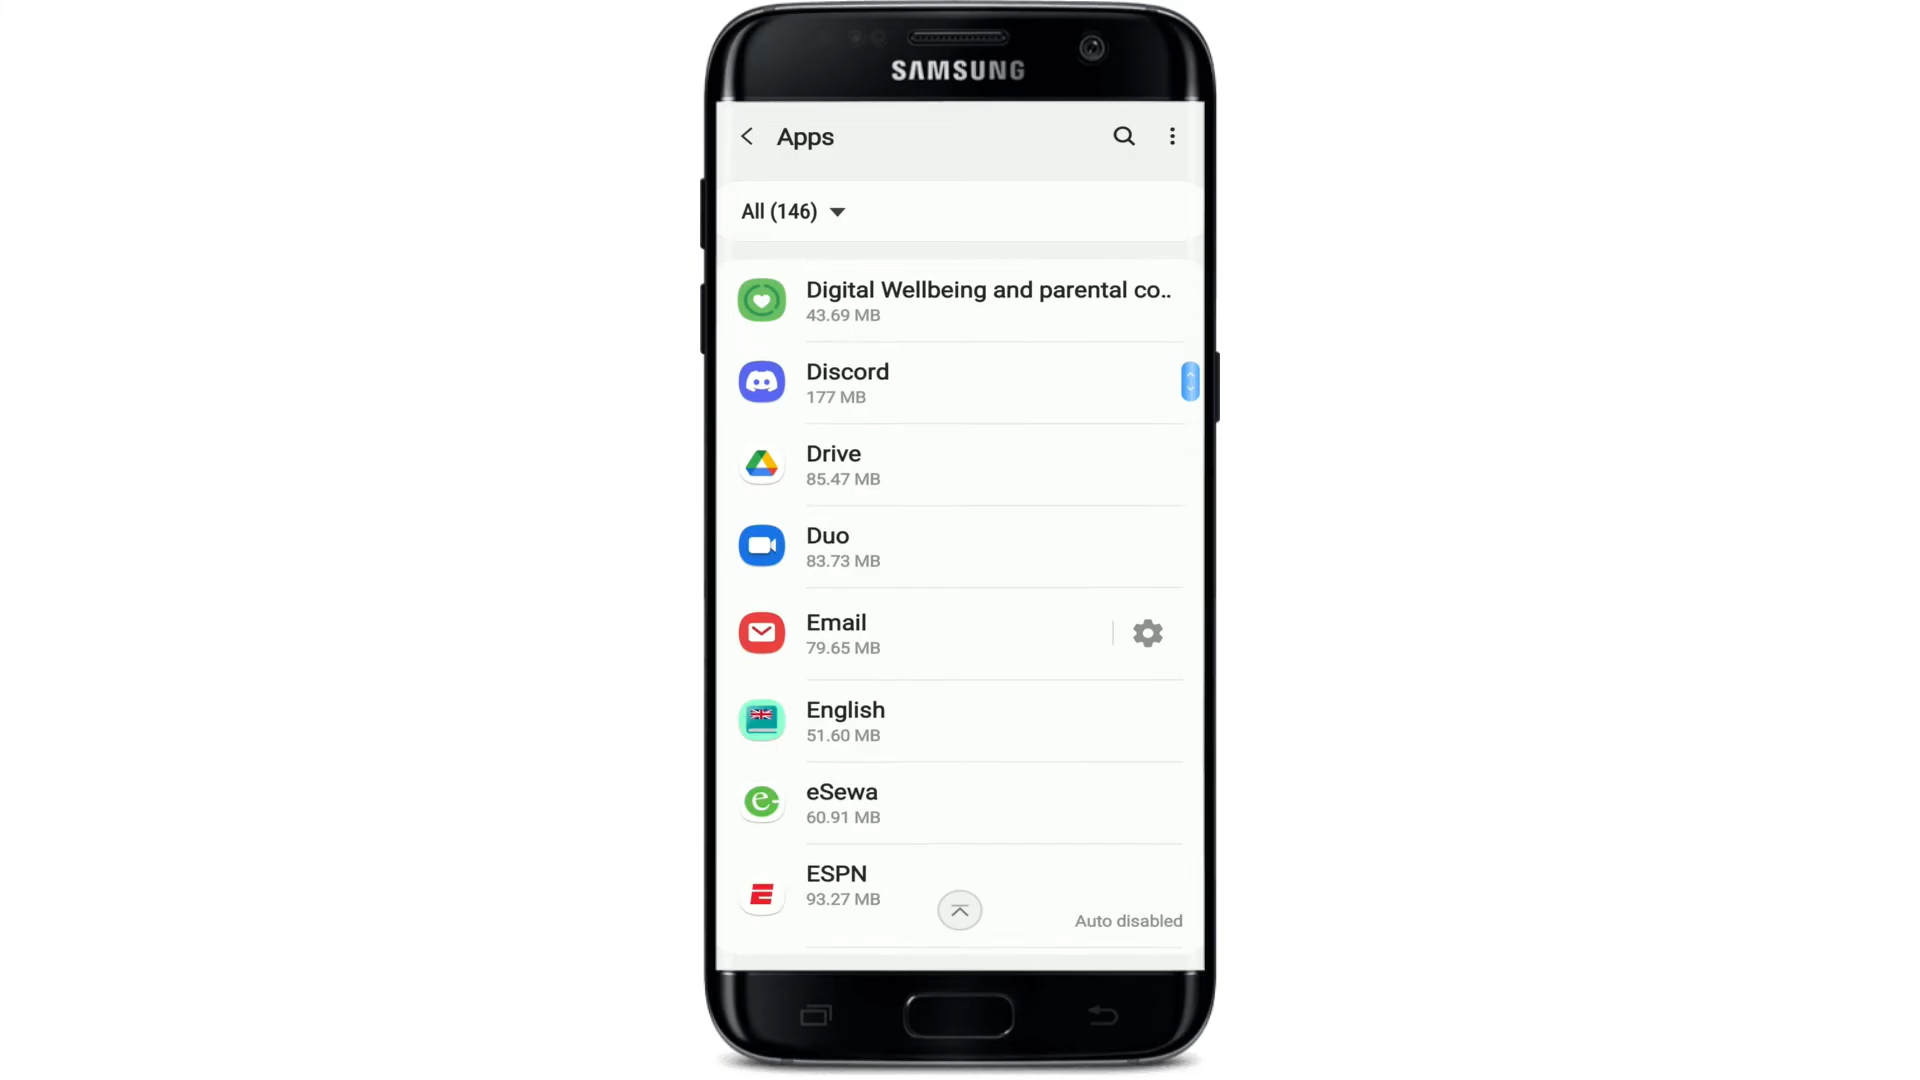 SAMSUNG
Apps
All (146)
Digital Wellbeing and parental co..
43.69 MB
Discord
177 MB
Drive
85.47 MB
Duo
83.73 MB
Email
79.65 MB
English
51.60 MB
eSewa
60.91 MB
ESPN
93.27 MB
Auto disabled